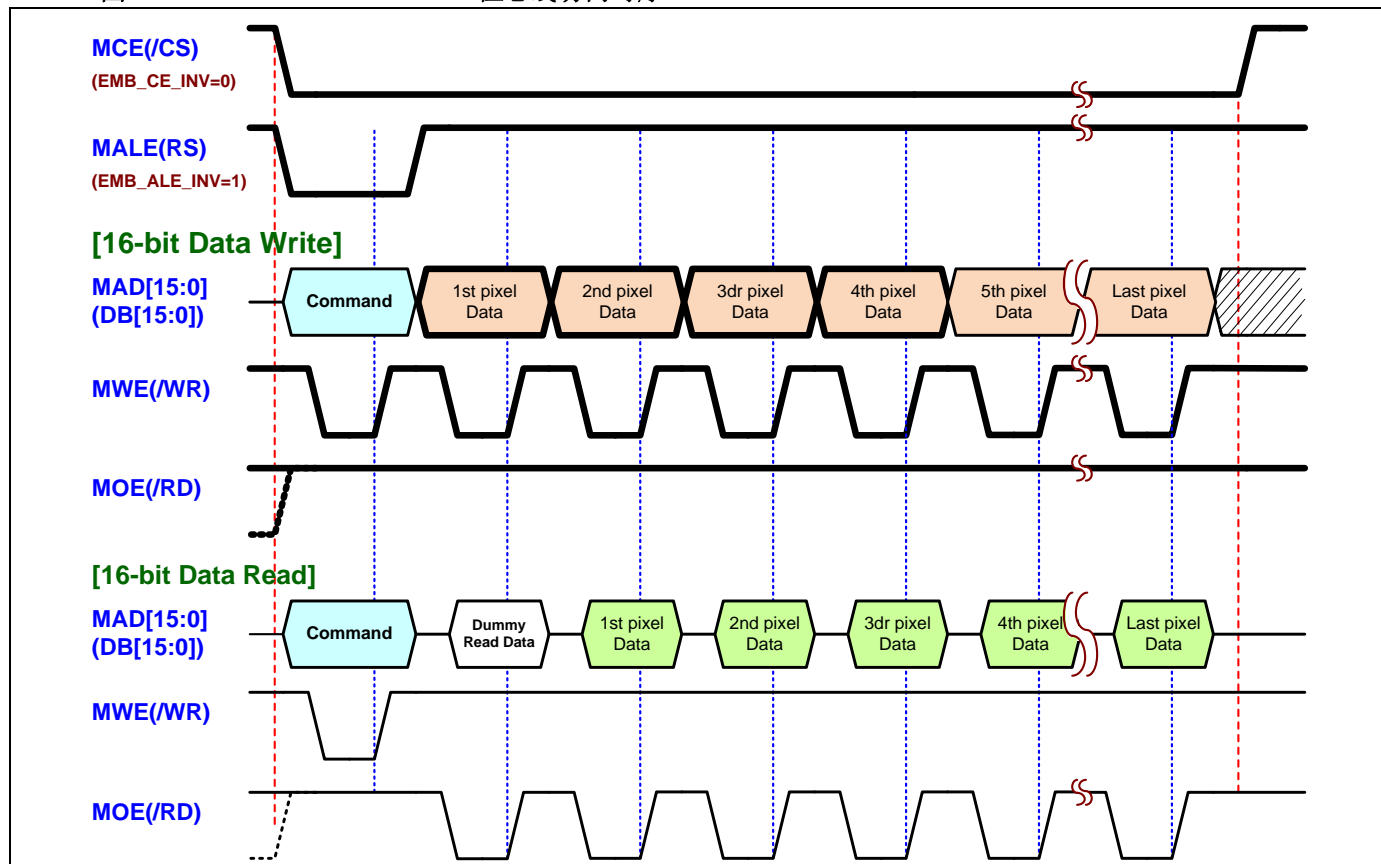 MCE(/CS)
(EMB_CE_INV=0)
MALE(RS)
(EMB_ALE_INV=1)
[16-bit Data Write]
MAD[15:0]
(DB[15:0])
Command
1st pixel
Data
2nd pixel
Data
3dr pixel
Data
4th pixel
Data
5th pixel
Data
Last pixel
Data
MWE(/WR)
MOE(/RD)
[16-bit Data Read]
MAD[15:0]
(DB[15:0])
Command
Dummy
Read Data
1st pixel
Data
2nd pixel
Data
3dr pixel
Data
4th pixel
Data
Last pixel
Data
MWE(/WR)
MOE(/RD)